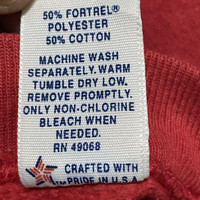 50% FORTREL®
POLYESTER
50% COTTON
MACHINE WASH
SEPARATELY. WARM
TUMBLE DRY LOW.
REMOVE PROMPTLY.
ONLY NON-CHLORINE
BLEACH WHEN
NEEDED.
RN 49068
CRAFTED WITH
PRIDE IN U.S.A